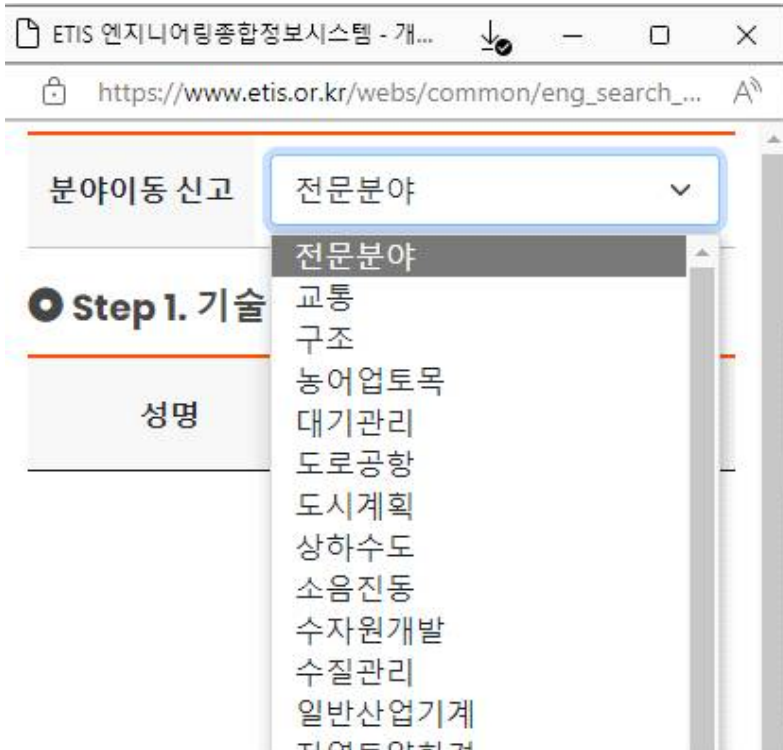 ETIS 엔지니어링종합정보시스템 - 개...
https://www.etis.or.kr/webs/common/eng_search_...
분야이동 신고
전문분야
전문분야
교통
구조
농어업토목
대기관리
도로공항
도시계획
상하수도
소음진동
수자원개발
수질관리
일반산업기계
Step 1. 기술
성명